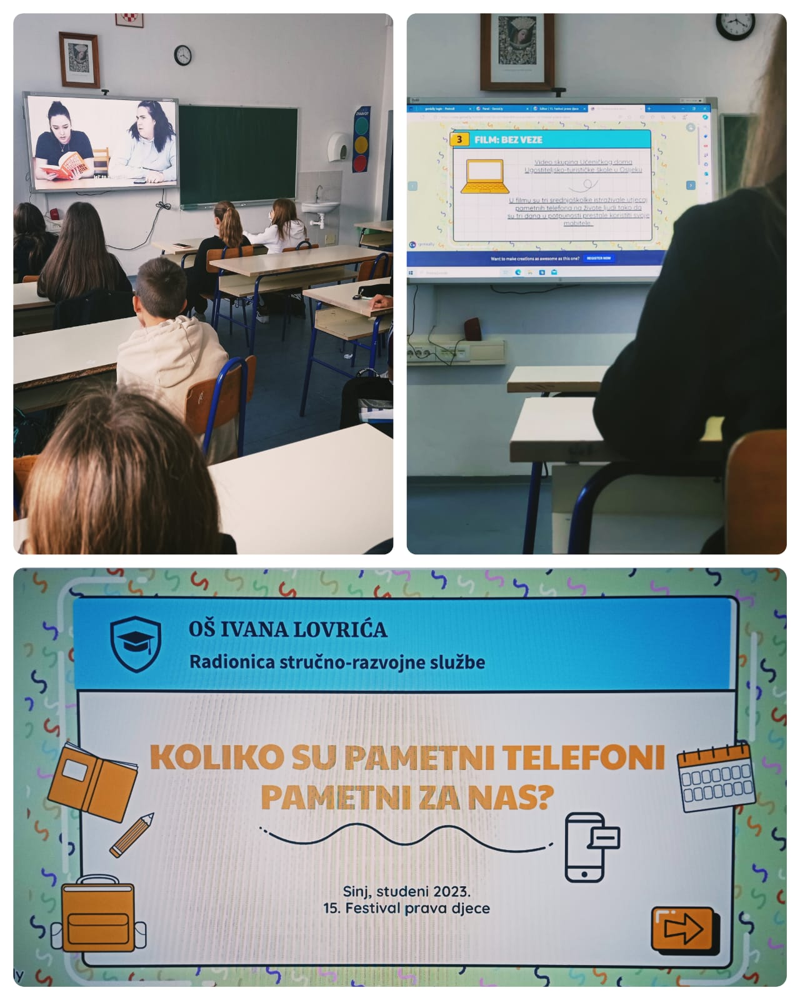 3
FILM: BEZ VEZE
Video skupina Učeničkog doma
Ugostiteljsko-turističke škole u Osijeku
U filmu su tri srednjoškolke istraživale utjecaj
pametnih telefona na živote ljudi tako da
su tri dana u potpunosti prestale koristiti svoje
mobitele.
genially
Want to make creations as awesome as this one?
REGISTER NOW
OŠ IVANA LOVRIĆA
Radionica stručno-razvojne službe
KOLIKO SU PAMETNI TELEFONI
PAMETNI ZA NAS?
Sinj, studeni 2023.
15. Festival prava djece
ly